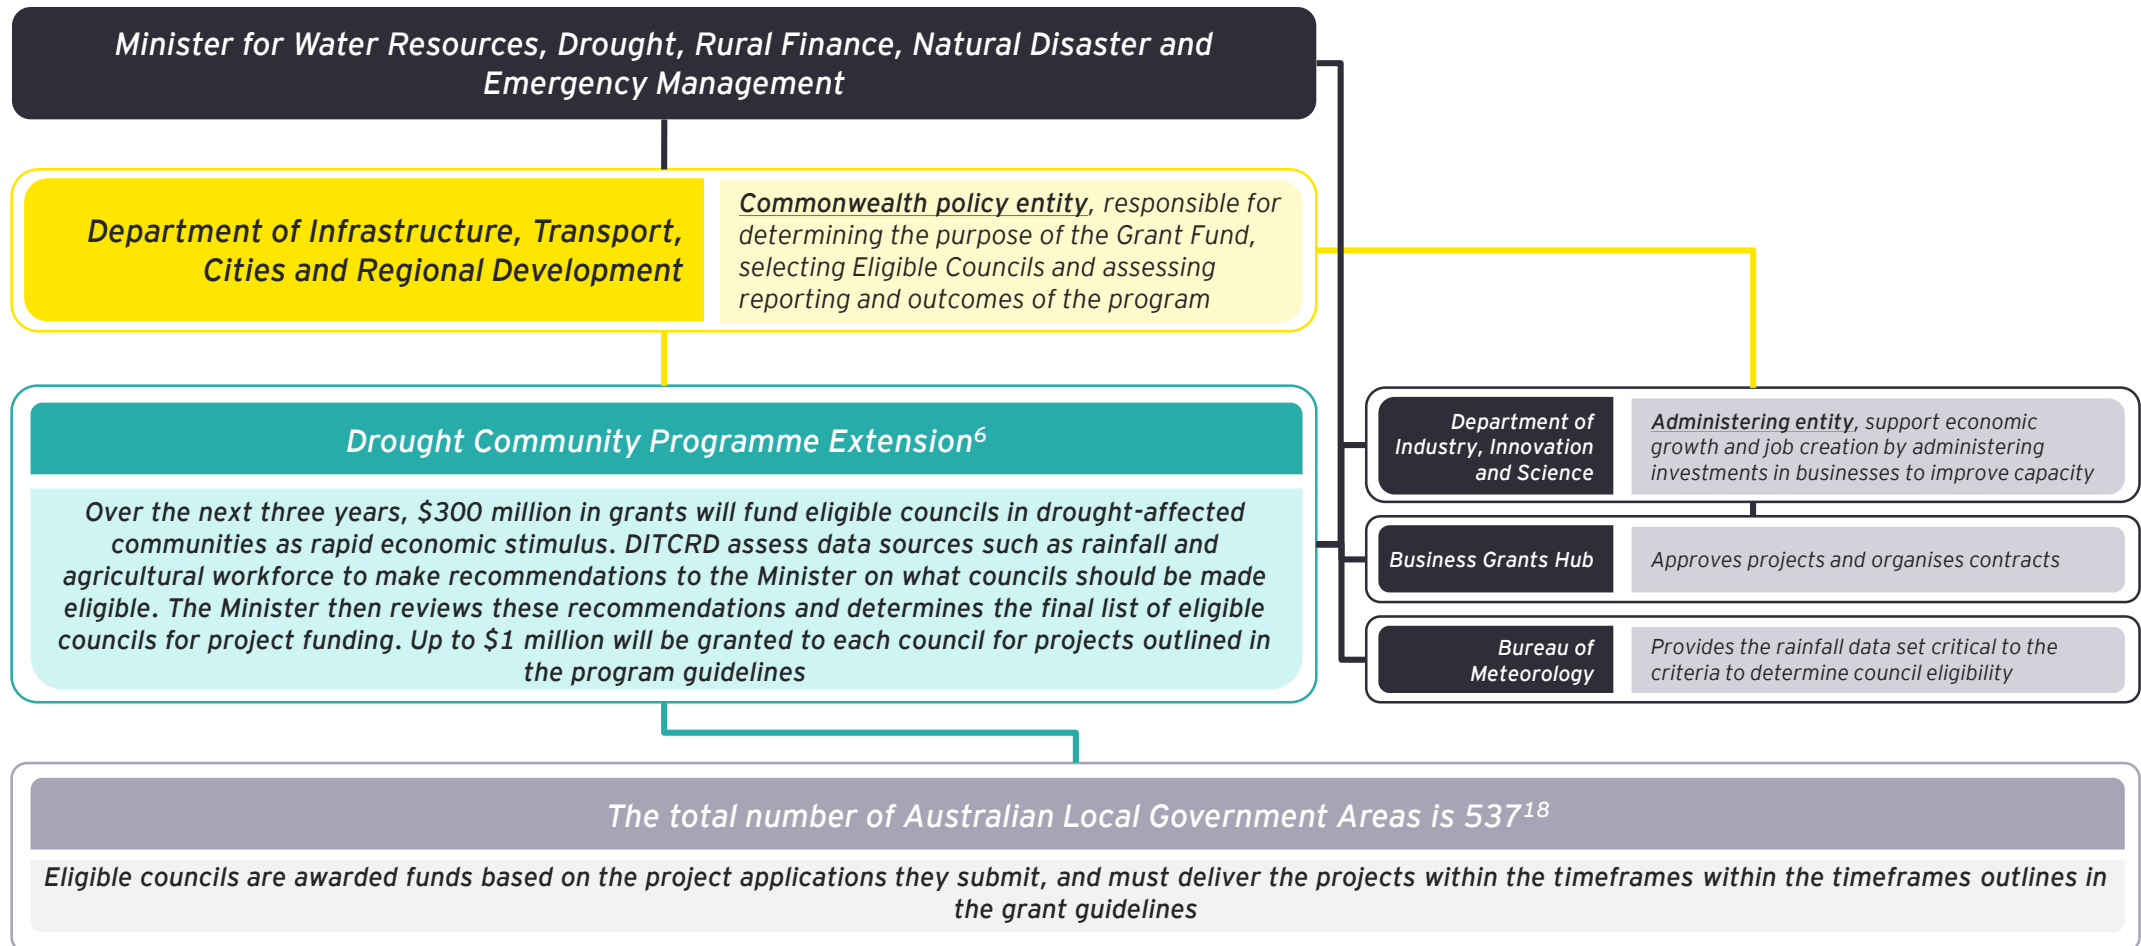 Minister for Water Resources, Drought, Rural Finance, Natural Disaster and
Emergency Management
Department of Infrastructure, Transport,
Cities and Regional Development
Commonwealth policy entity, responsible for
determining the purpose of the Grant Fund,
selecting Eligible Councils and assessing
reporting and outcomes of the program
Drought Community Programme Extension⁶
Over the next three years, $300 million in grants will fund eligible councils in drought-affected
communities as rapid economic stimulus. DITCRD assess data sources such as rainfall and
agricultural workforce to make recommendations to the Minister on what councils should be made
eligible. The Minister then reviews these recommendations and determines the final list of eligible
councils for project funding. Up to $1 million will be granted to each council for projects outlined in
the program guidelines
Department of
Industry, Innovation
and Science
Administering entity, support economic
growth and job creation by administering
investments in businesses to improve capacity
Business Grants Hub
Approves projects and organises contracts
Bureau of
Meteorology
Provides the rainfall data set critical to the
criteria to determine council eligibility
The total number of Australian Local Government Areas is 537¹⁸
Eligible councils are awarded funds based on the project applications they submit, and must deliver the projects within the timeframes within the timeframes outlines in
the grant guidelines